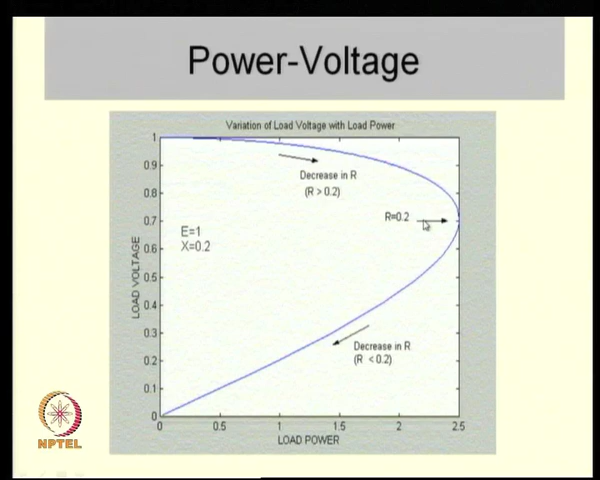 Power-Voltage
Variation of Load Voltage with Load Power
1
0.9
0.8
0.7
0.6
0.5
0.4
0.3
0.2
0.1
0
LOAD VOLTAGE
Decrease in R
(R > 0.2)
R=0.2
E=1
X=0.2
Decrease in R
(R < 0.2)
0 0.5 1 1.5 2 2.5
LOAD POWER
NPTEL